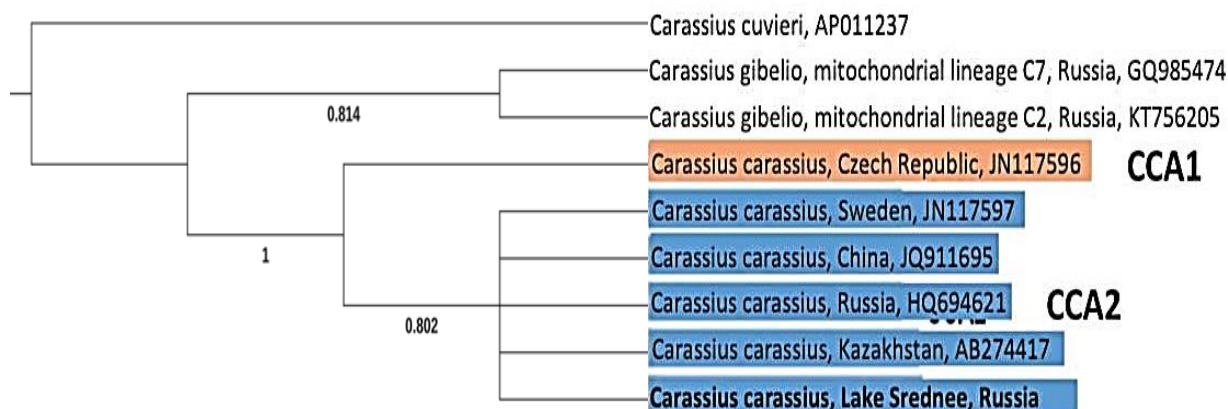 Carassius cuvieri, AP011237
Carassius gibelio, mitochondrial lineage C7, Russia, GQ985474
0.814
Carassius gibelio, mitochondrial lineage C2, Russia, KT756205
Carassius carassius, Czech Republic, JN117596 CCA1
Carassius carassius, Sweden, JN117597
1
Carassius carassius, China, JQ911695
Carassius carassius, Russia, HQ694621 CCA2
0.802
Carassius carassius, Kazakhstan, AB274417
Carassius carassius, Lake Srednee, Russia